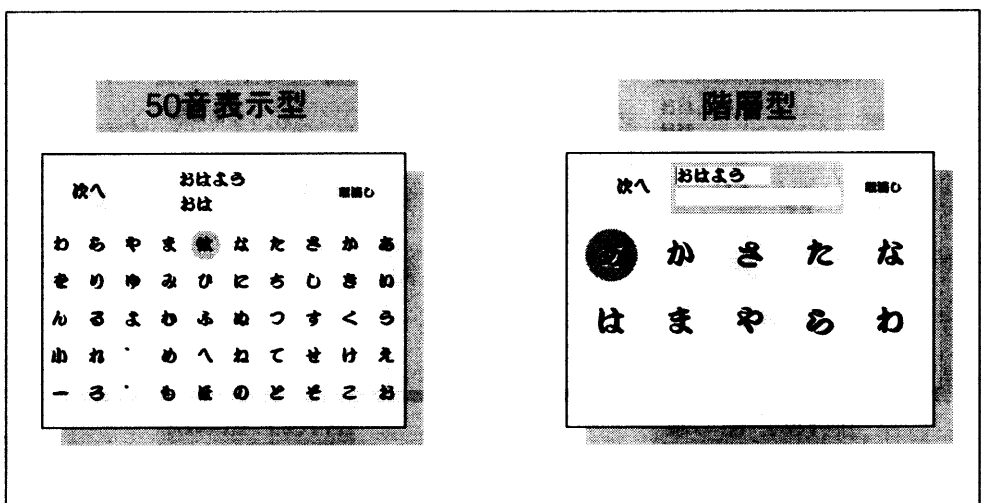 50音表示型
次へ おはよう
おは
わ ら や ま は な た さ か あ
を り ゆ み ひ に ち し き い
ん る よ む ふ ぬ つ す く う
小 れ ゛ め へ ね て せ け え
ー ろ ゜ も ほ の と そ こ お
階層型
次へ おはよう
あ か さ た な
は ま や ら わ